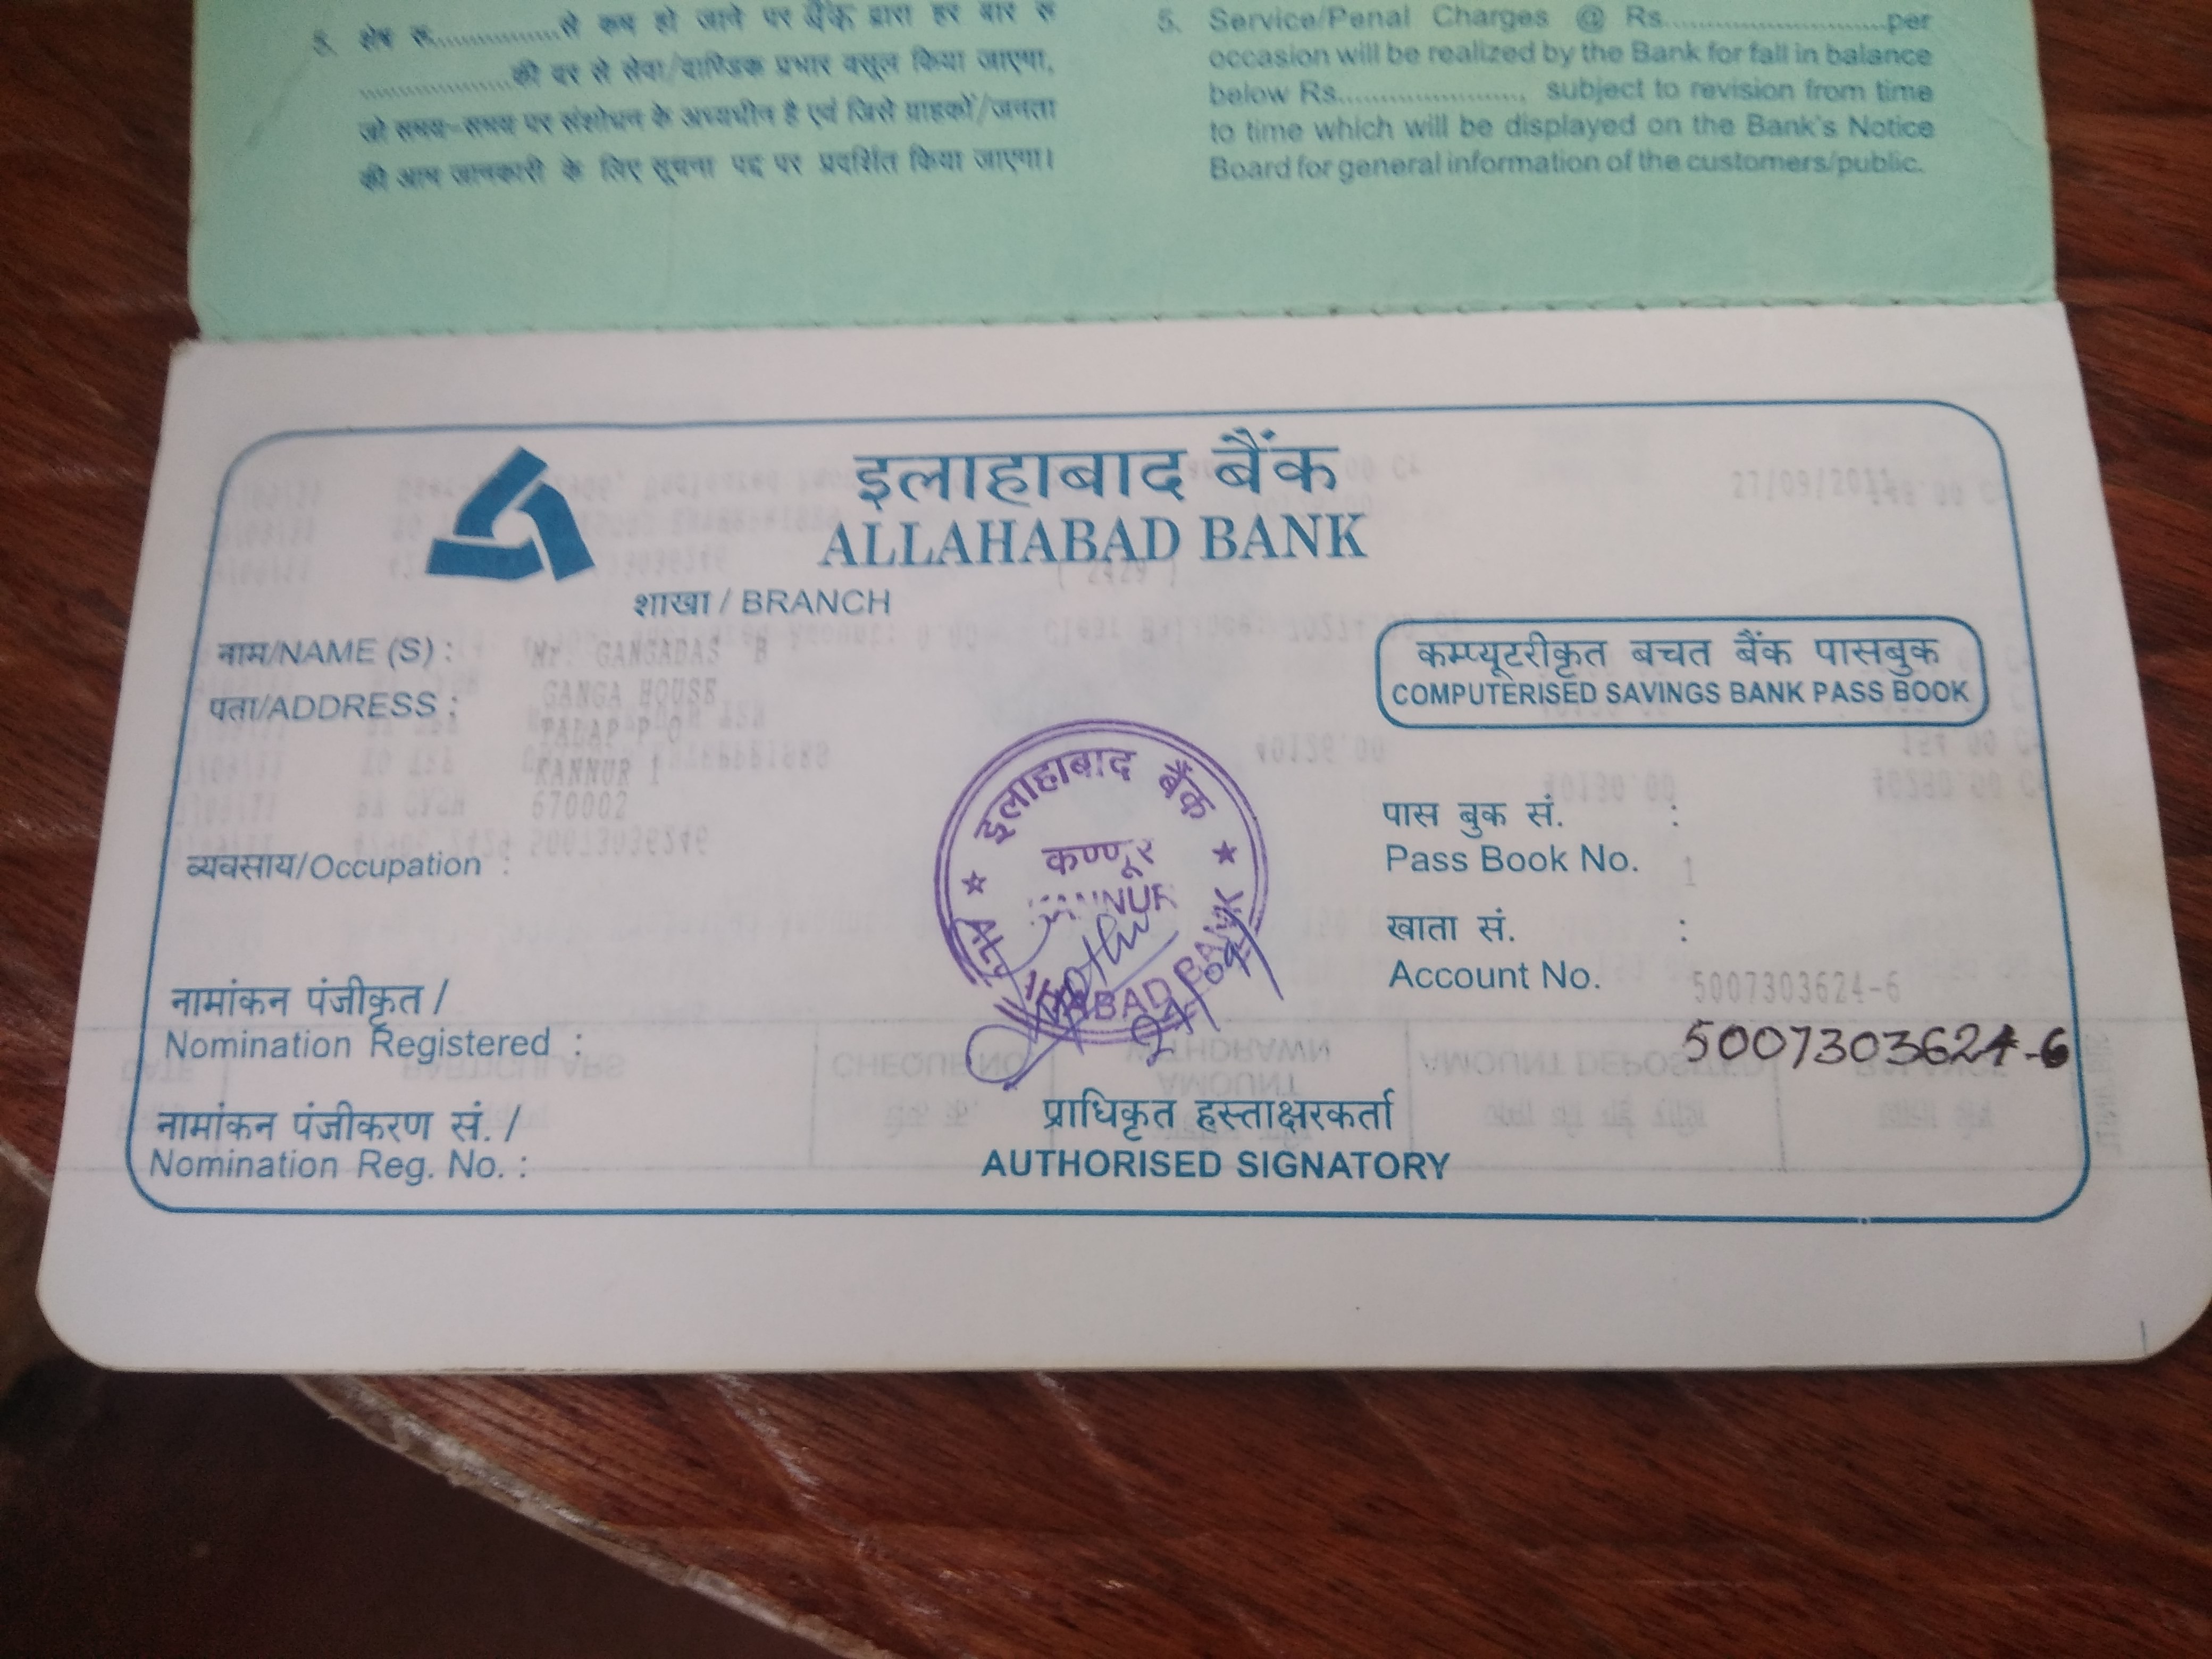 5. शेष रू.................से कम हो जाने पर बैंक द्वारा हर बार रू
....................की दर से सेवा/दाण्डिक प्रभार वसूल किया जाएगा,
जो समय-समय पर संशोधन के अध्यधीन है एवं जिसे ग्राहकों/जनता
की आम जानकारी के लिए सूचना पट्ट पर प्रदर्शित किया जाएगा।
5. Service/Penal Charges @ Rs.............................per
occasion will be realized by the Bank for fall in balance
below Rs........................, subject to revision from time
to time which will be displayed on the Bank's Notice
Board for general information of the customers/public.
इलाहाबाद बैंक
ALLAHABAD BANK
27/09/2011
शाखा / BRANCH
( 2429 )
नाम/NAME (S) : Mr. GANGADAS B
पता/ADDRESS : GANGA HOUSE
P O
KANNUR 1
670002
व्यवसाय/Occupation :
नामांकन पंजीकृत /
Nomination Registered :
नामांकन पंजीकरण सं. /
Nomination Reg. No. :
इलाहाबाद बैंक
कण्णूर
KANNUR
ALLAHABAD BANK
प्राधिकृत हस्ताक्षरकर्ता
AUTHORISED SIGNATORY
कम्प्यूटरीकृत बचत बैंक पासबुक
COMPUTERISED SAVINGS BANK PASS BOOK
पास बुक सं. :
Pass Book No. 1
खाता सं. :
Account No. 5007303624-6
5007303624-6